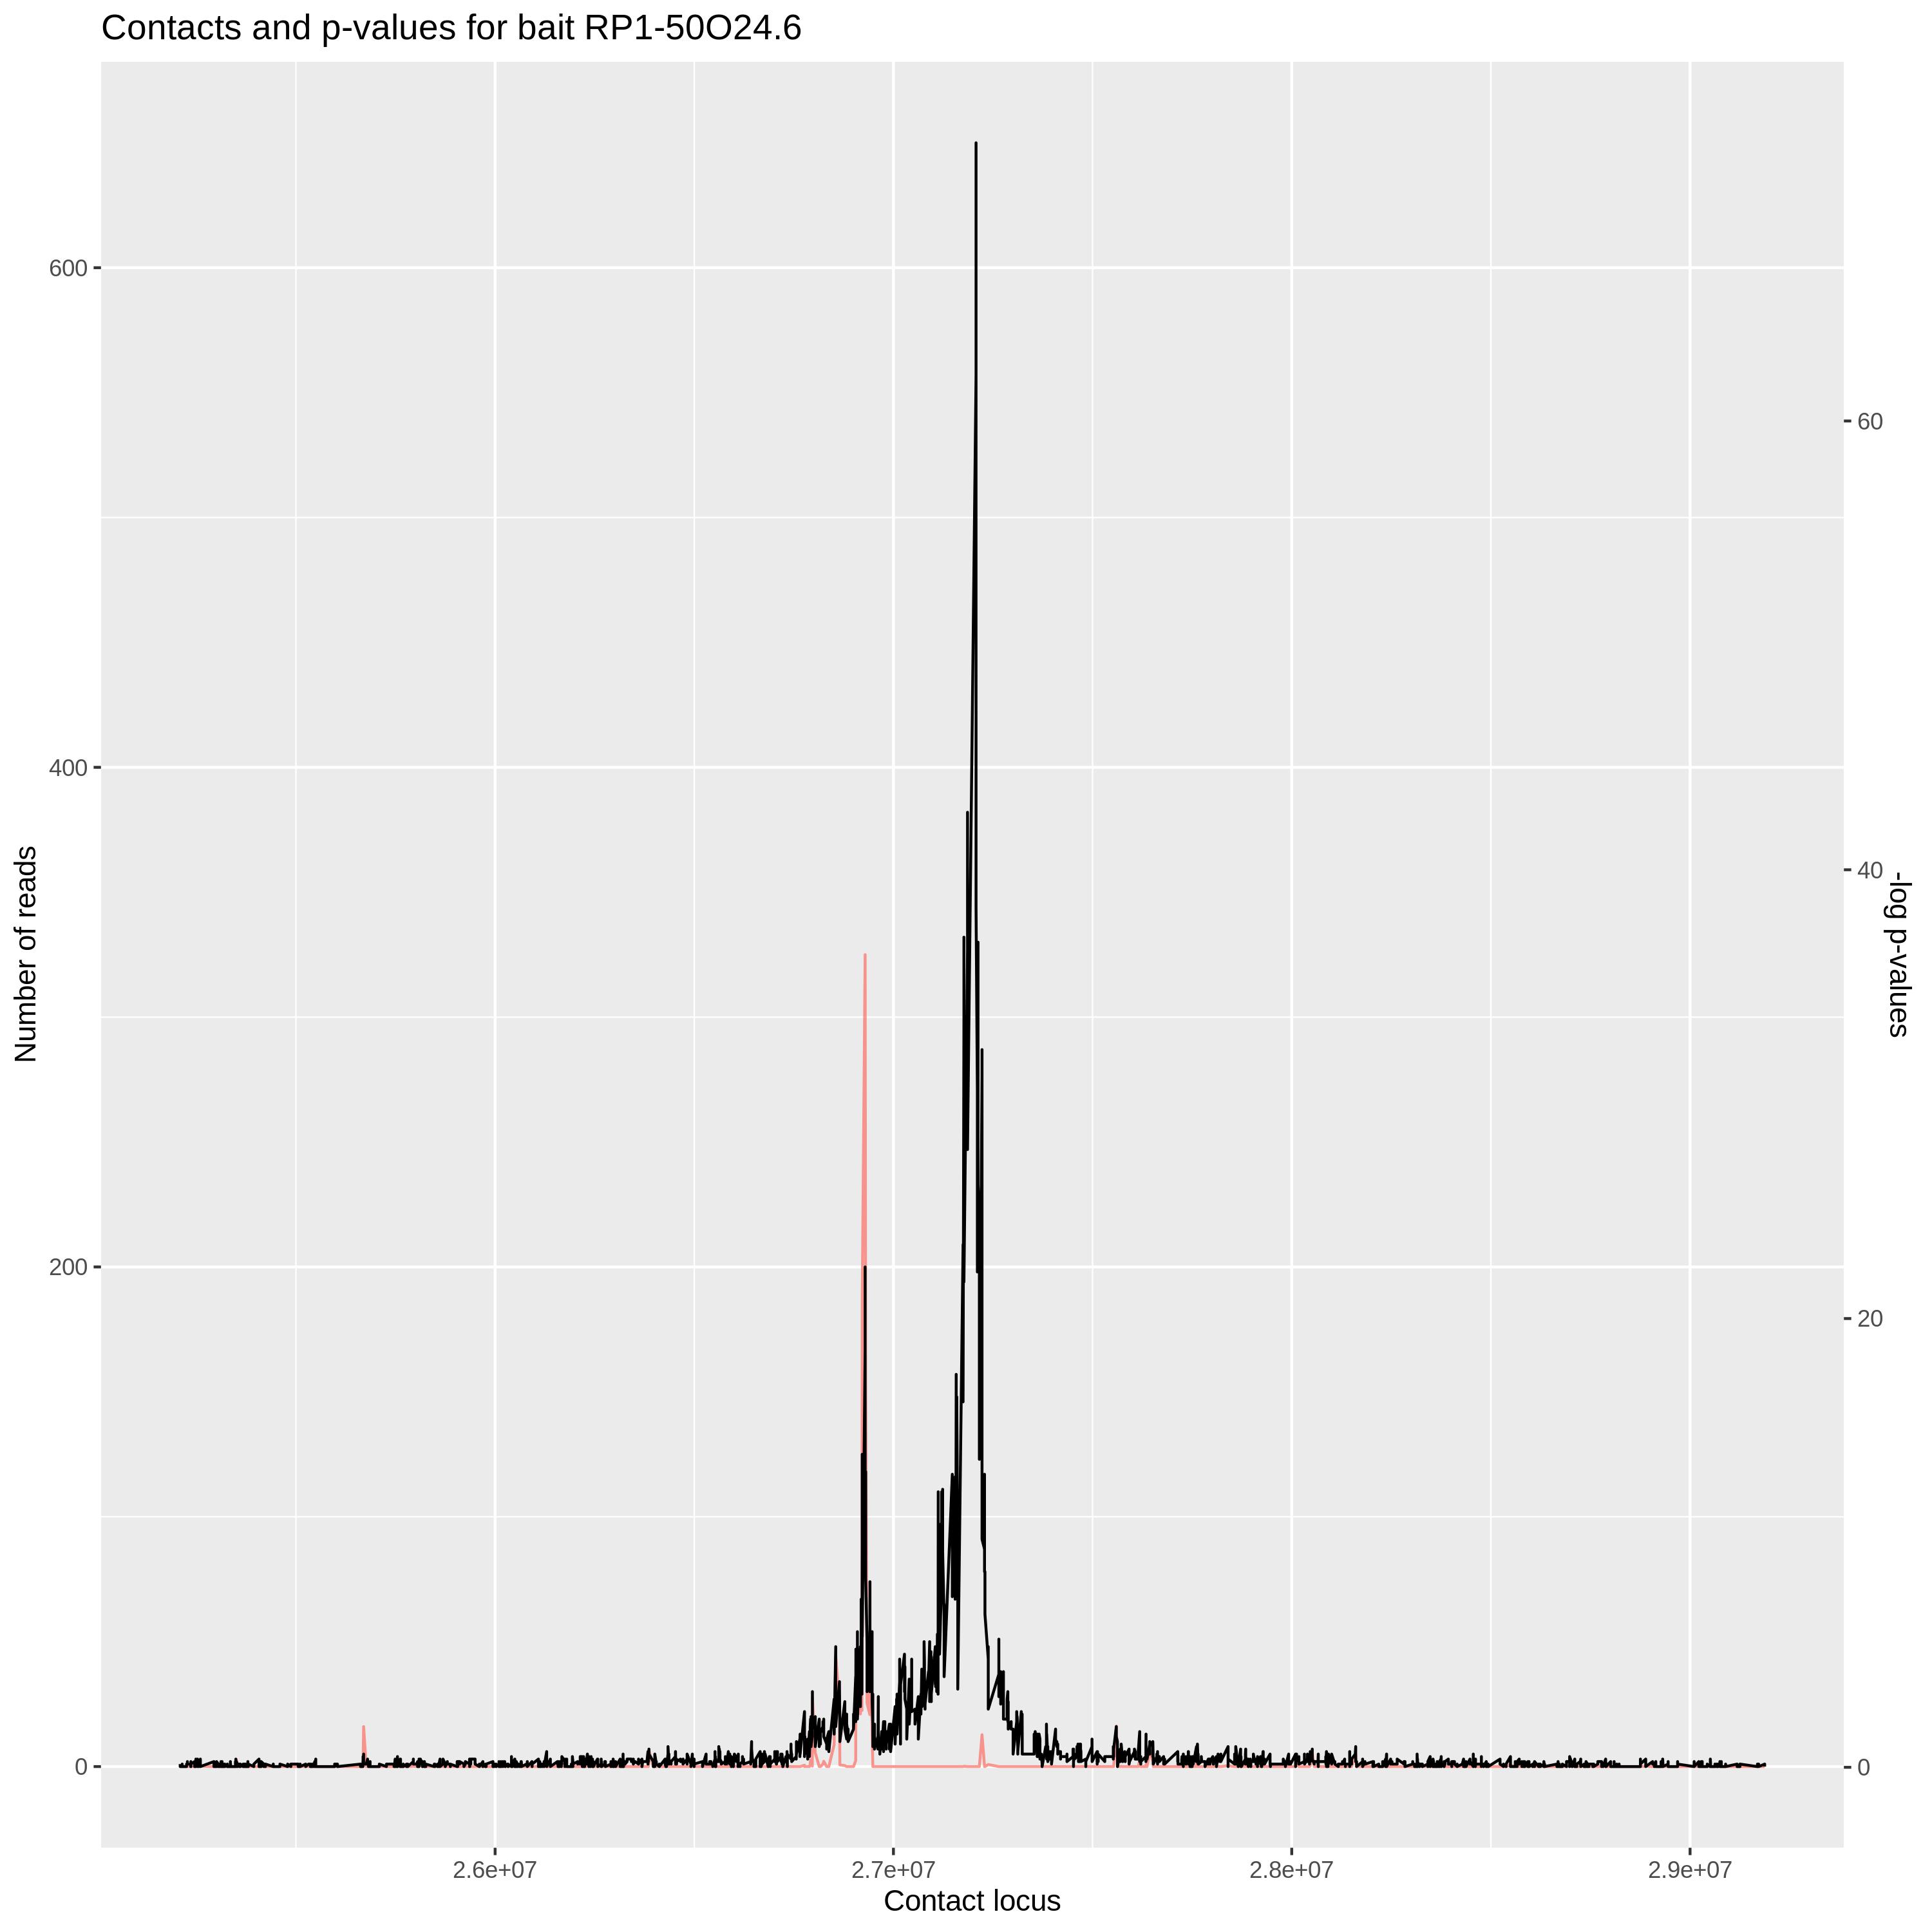 Contacts and p-values for bait RP1-50O24.6
600
400
200
0
Number of reads
60
40
20
0
-log p-values
2.6e+07
2.7e+07
2.8e+07
2.9e+07
Contact locus